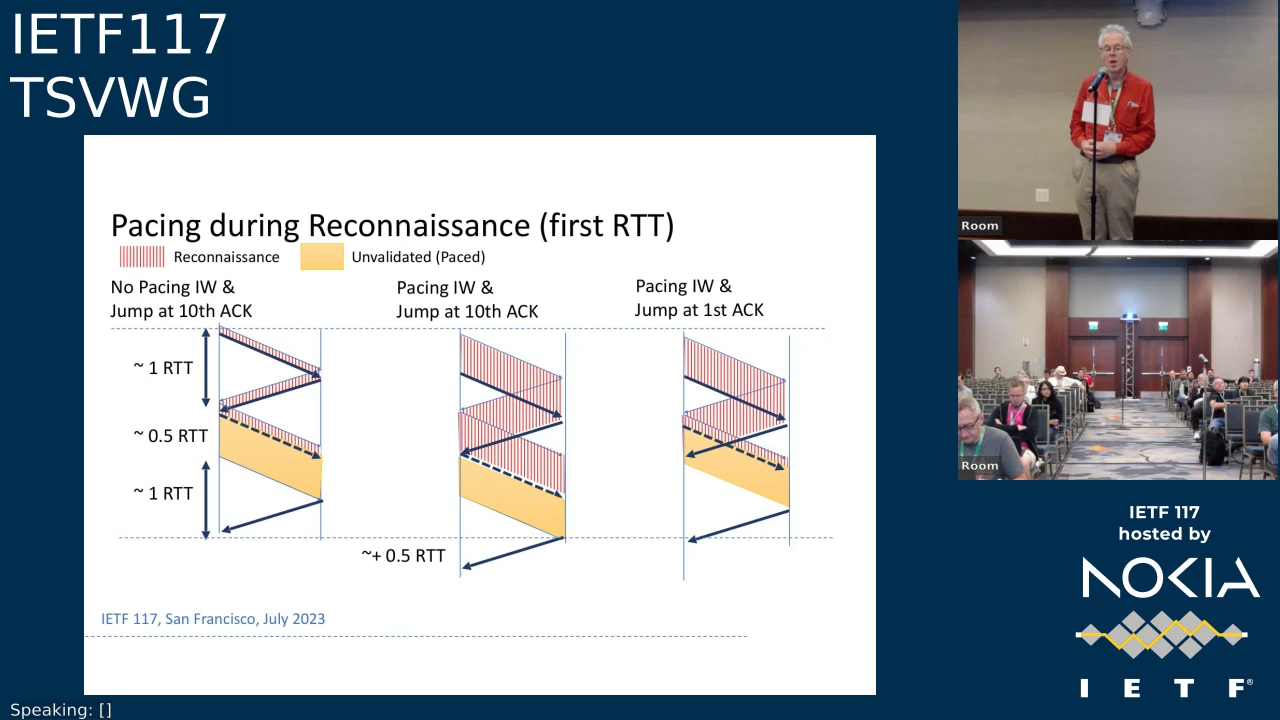 IETF117
TSVWG
Pacing during Reconnaissance (first RTT)
Reconnaissance
Unvalidated (Paced)
No Pacing IW &
Jump at 10th ACK
Pacing IW &
Jump at 10th ACK
Pacing IW &
Jump at 1st ACK
~ 1 RTT
~ 0.5 RTT
~ 1 RTT
~+ 0.5 RTT
IETF 117, San Francisco, July 2023
Room
Room
IETF 117
hosted by
NOKIA
I E T F®
Speaking: []